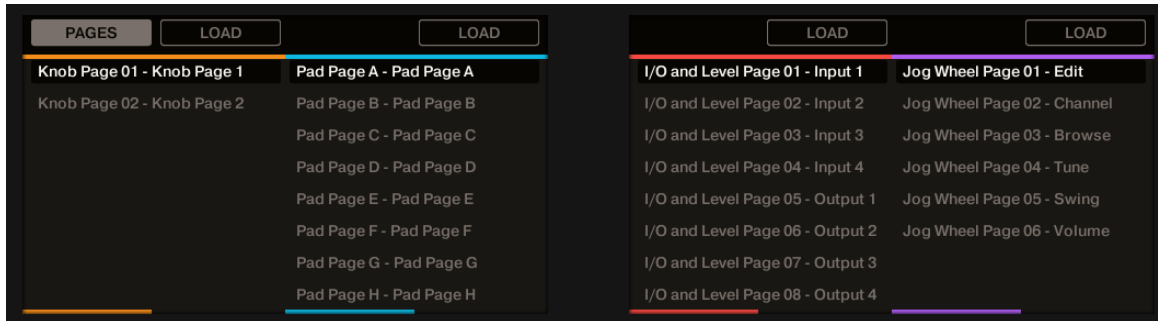 PAGES LOAD LOAD LOAD LOAD
Knob Page 01 - Knob Page 1
Knob Page 02 - Knob Page 2
Pad Page A - Pad Page A
Pad Page B - Pad Page B
Pad Page C - Pad Page C
Pad Page D - Pad Page D
Pad Page E - Pad Page E
Pad Page F - Pad Page F
Pad Page G - Pad Page G
Pad Page H - Pad Page H
I/O and Level Page 01 - Input 1
I/O and Level Page 02 - Input 2
I/O and Level Page 03 - Input 3
I/O and Level Page 04 - Input 4
I/O and Level Page 05 - Output 1
I/O and Level Page 06 - Output 2
I/O and Level Page 07 - Output 3
I/O and Level Page 08 - Output 4
Jog Wheel Page 01 - Edit
Jog Wheel Page 02 - Channel
Jog Wheel Page 03 - Browse
Jog Wheel Page 04 - Tune
Jog Wheel Page 05 - Swing
Jog Wheel Page 06 - Volume